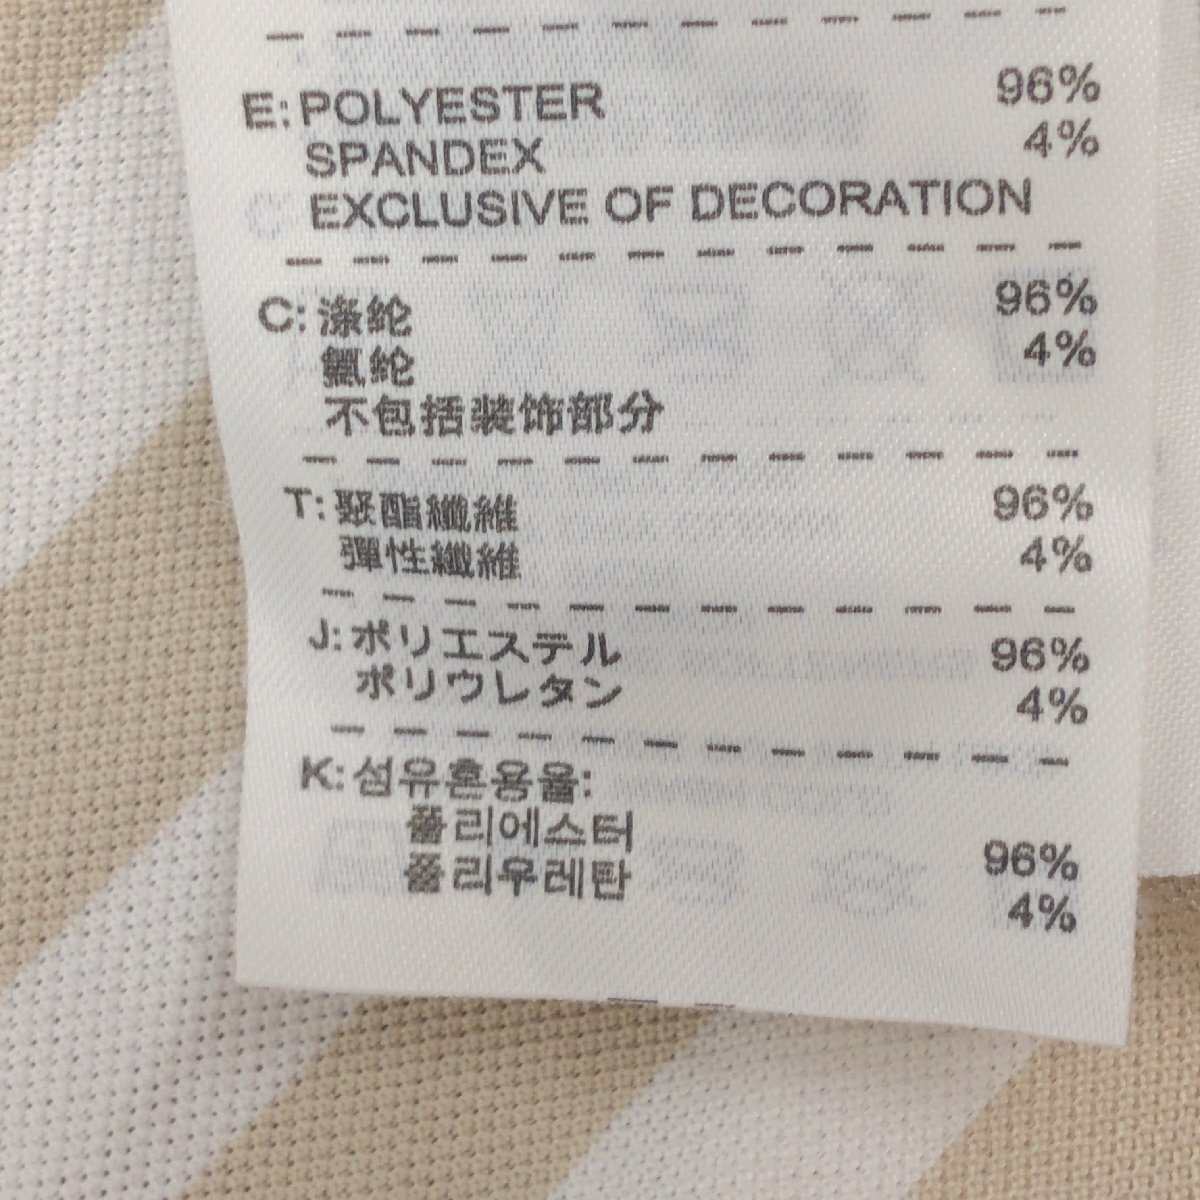 E: POLYESTER 96%
SPANDEX 4%
EXCLUSIVE OF DECORATION
C: 涤纶 96%
氨纶 4%
不包括装饰部分
T: 聚酯纖維 96%
彈性纖維 4%
J: ポリエステル 96%
ポリウレタン 4%
K: 섬유혼용율:
폴리에스터 96%
폴리우레탄 4%